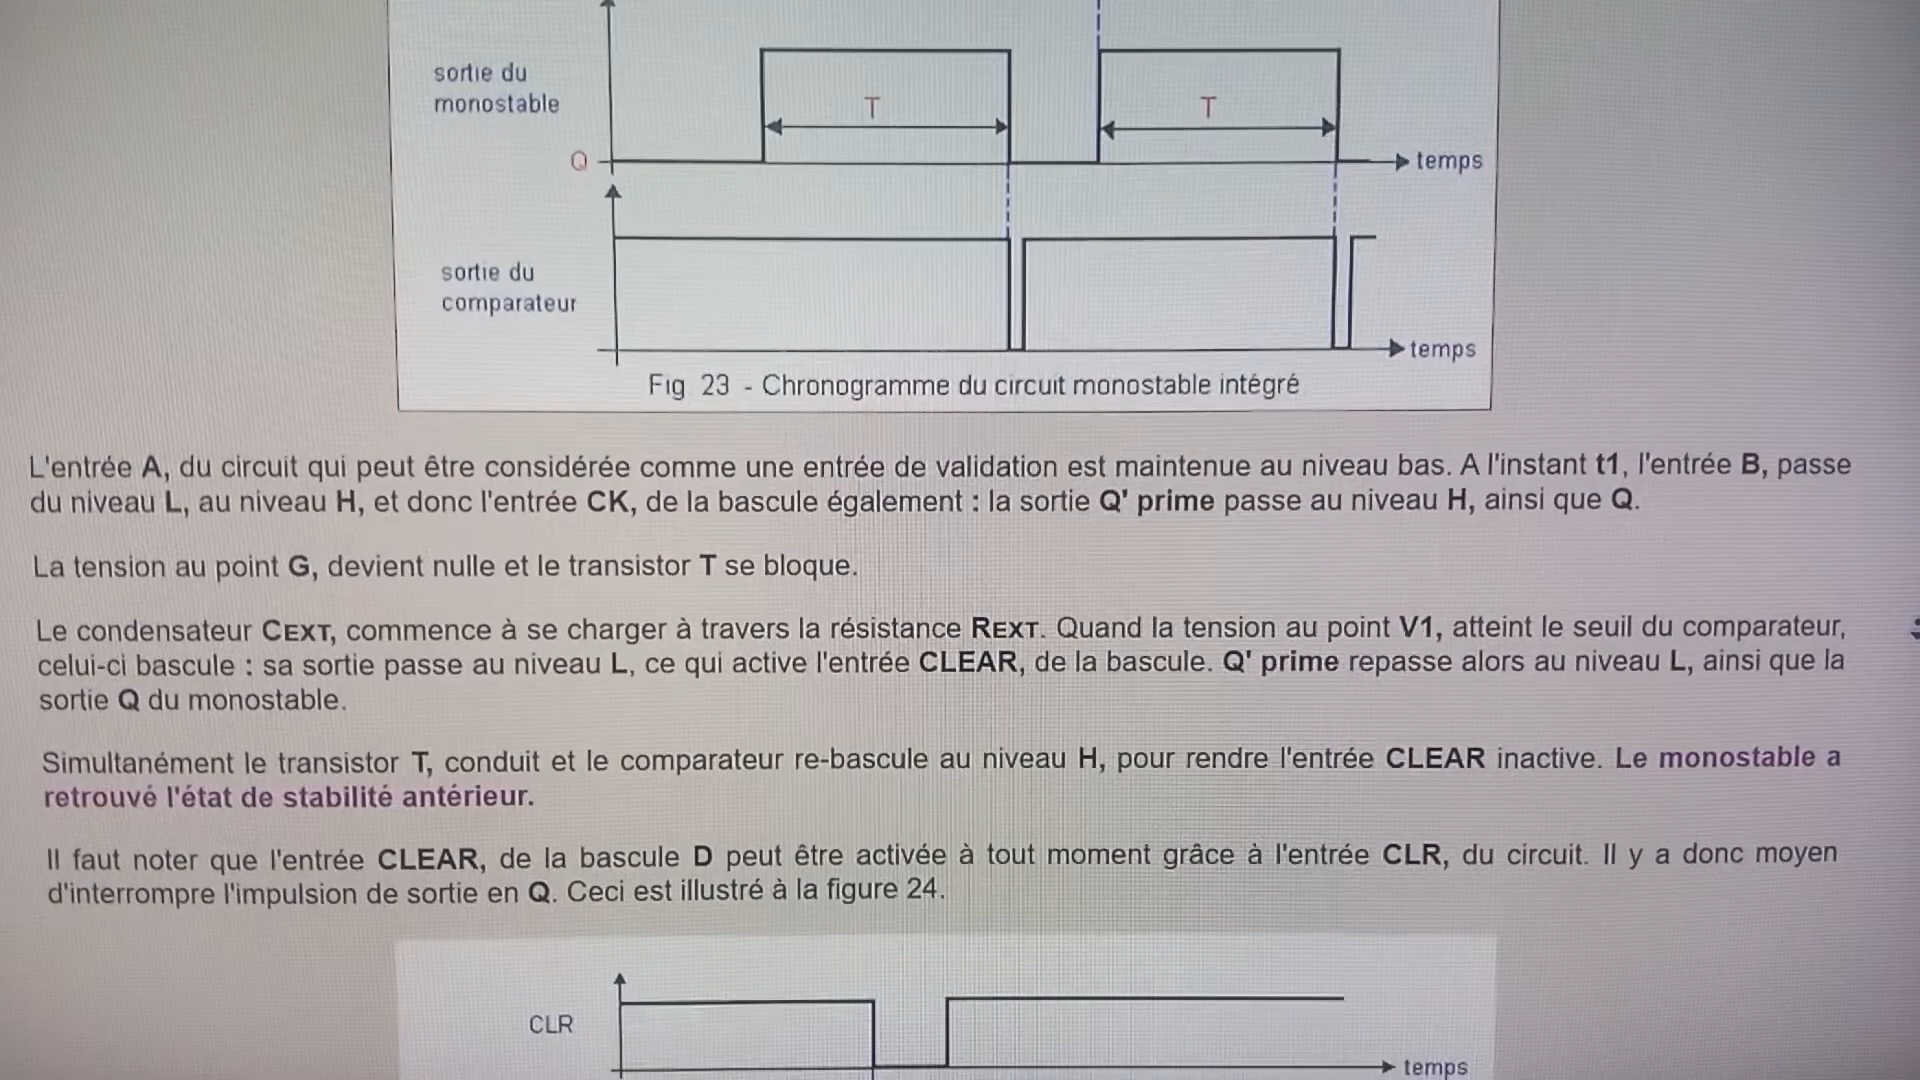 sortie du
monostable
T
T
Q
temps
sortie du
comparateur
temps
Fig 23 - Chronogramme du circuit monostable intégré
L'entrée A, du circuit qui peut être considérée comme une entrée de validation est maintenue au niveau bas. A l'instant t1, l'entrée B, passe
du niveau L, au niveau H, et donc l'entrée CK, de la bascule également : la sortie Q' prime passe au niveau H, ainsi que Q.
La tension au point G, devient nulle et le transistor T se bloque.
Le condensateur CEXT, commence à se charger à travers la résistance REXT. Quand la tension au point V1, atteint le seuil du comparateur,
celui-ci bascule : sa sortie passe au niveau L, ce qui active l'entrée CLEAR, de la bascule. Q' prime repasse alors au niveau L, ainsi que la
sortie Q du monostable.
Simultanément le transistor T, conduit et le comparateur re-bascule au niveau H, pour rendre l'entrée CLEAR inactive. Le monostable a
retrouvé l'état de stabilité antérieur.
Il faut noter que l'entrée CLEAR, de la bascule D peut être activée à tout moment grâce à l'entrée CLR, du circuit. Il y a donc moyen
d'interrompre l'impulsion de sortie en Q. Ceci est illustré à la figure 24.
CLR
temps